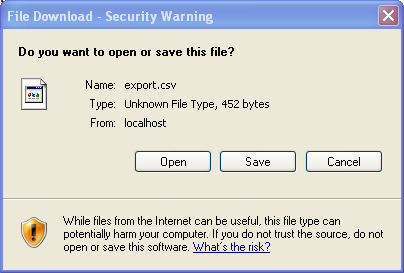 File Download - Security Warning
Do you want to open or save this file?
Name: export.csv
Type: Unknown File Type, 452 bytes
From: localhost
Open Save Cancel
While files from the Internet can be useful, this file type can
potentially harm your computer. If you do not trust the source, do not
open or save this software. What's the risk?